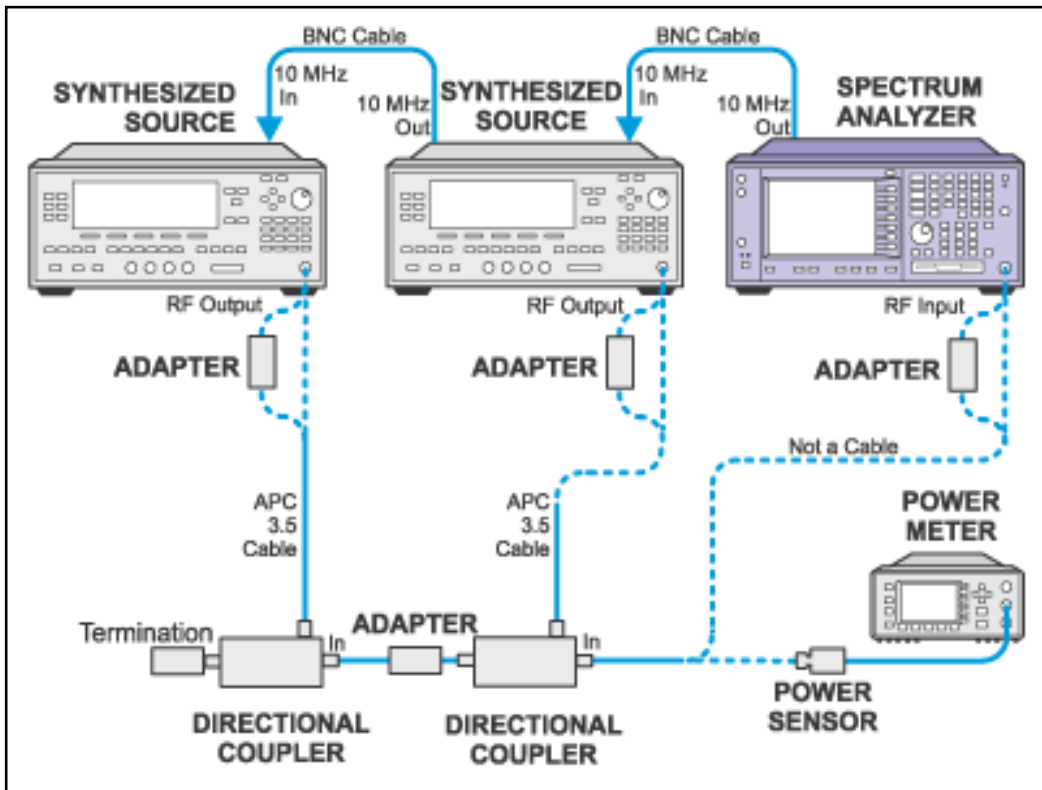 BNC Cable
BNC Cable
10 MHz
In
10 MHz
Out
10 MHz
In
10 MHz
Out
SYNTHESIZED
SOURCE
SYNTHESIZED
SOURCE
SPECTRUM
ANALYZER
RF Output
RF Output
RF Input
ADAPTER
ADAPTER
ADAPTER
Not a Cable
APC
3.5
Cable
APC
3.5
Cable
POWER
METER
Termination
In
ADAPTER
In
DIRECTIONAL
COUPLER
DIRECTIONAL
COUPLER
POWER
SENSOR